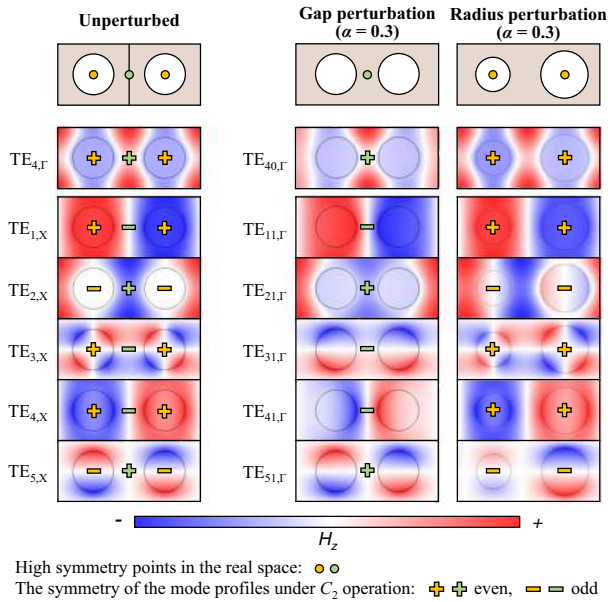 Unperturbed
Gap perturbation
(α = 0.3)
Radius perturbation
(α = 0.3)
TE4,Γ
TE40,Γ
TE1,X
TE11,Γ
TE2,X
TE21,Γ
TE3,X
TE31,Γ
TE4,X
TE41,Γ
TE5,X
TE51,Γ
- +
Hz
High symmetry points in the real space:
The symmetry of the mode profiles under C2 operation: even, odd